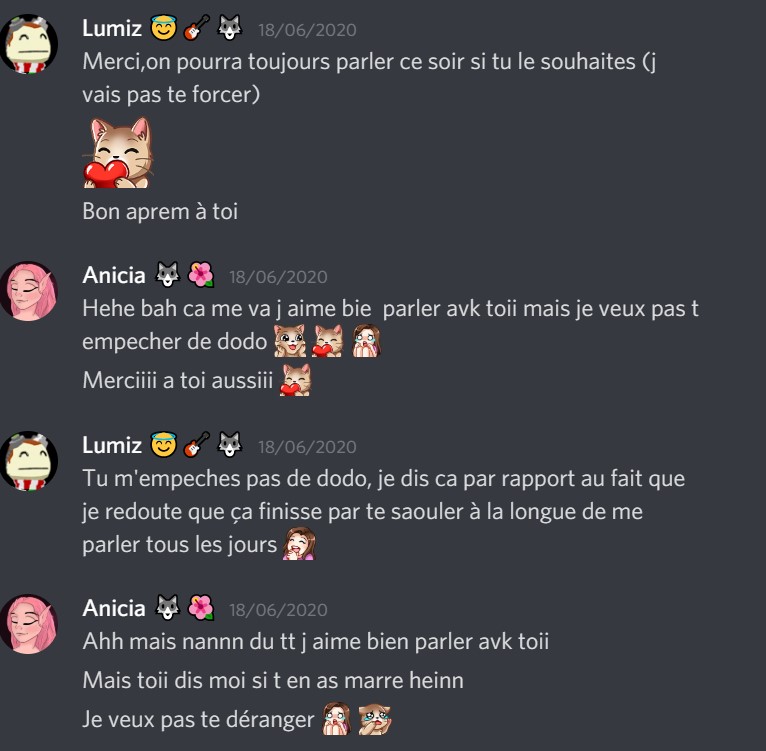 Lumiz 😇 🎸 🐺 18/06/2020
Merci,on pourra toujours parler ce soir si tu le souhaites (j
vais pas te forcer)
Bon aprem à toi
Anicia 🐺 🌺 18/06/2020
Hehe bah ca me va j aime bie  parler avk toii mais je veux pas t
empecher de dodo
Merciiii a toi aussiii
Lumiz 😇 🎸 🐺 18/06/2020
Tu m'empeches pas de dodo, je dis ca par rapport au fait que
je redoute que ça finisse par te saouler à la longue de me
parler tous les jours
Anicia 🐺 🌺 18/06/2020
Ahh mais nannn du tt j aime bien parler avk toii
Mais toii dis moi si t en as marre heinn
Je veux pas te déranger